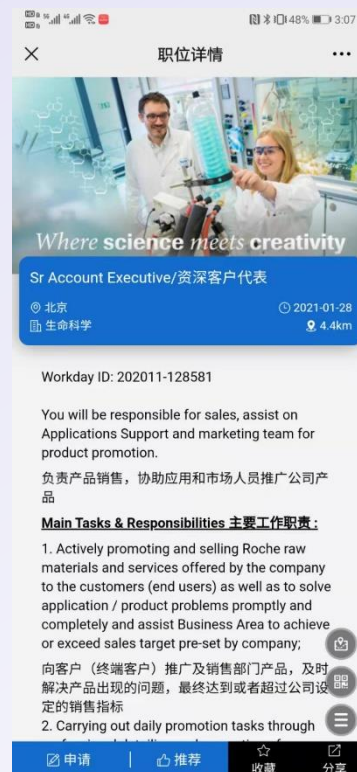 48% 3:07
职位详情
Where science meets creativity
Sr Account Executive/资深客户代表
北京
2021-01-28
生命科学
4.4km
Workday ID: 202011-128581
You will be responsible for sales, assist on
Applications Support and marketing team for
product promotion.
负责产品销售，协助应用和市场人员推广公司产
品
Main Tasks & Responsibilities 主要工作职责 :
1. Actively promoting and selling Roche raw
materials and services offered by the company
to the customers (end users) as well as to solve
application / product problems promptly and
completely and assist Business Area to achieve
or exceed sales target pre-set by company;
向客户（终端客户）推广及销售部门产品，及时
解决产品出现的问题，最终达到或者超过公司设
定的销售指标
2. Carrying out daily promotion tasks through
申请
推荐
收藏
分享